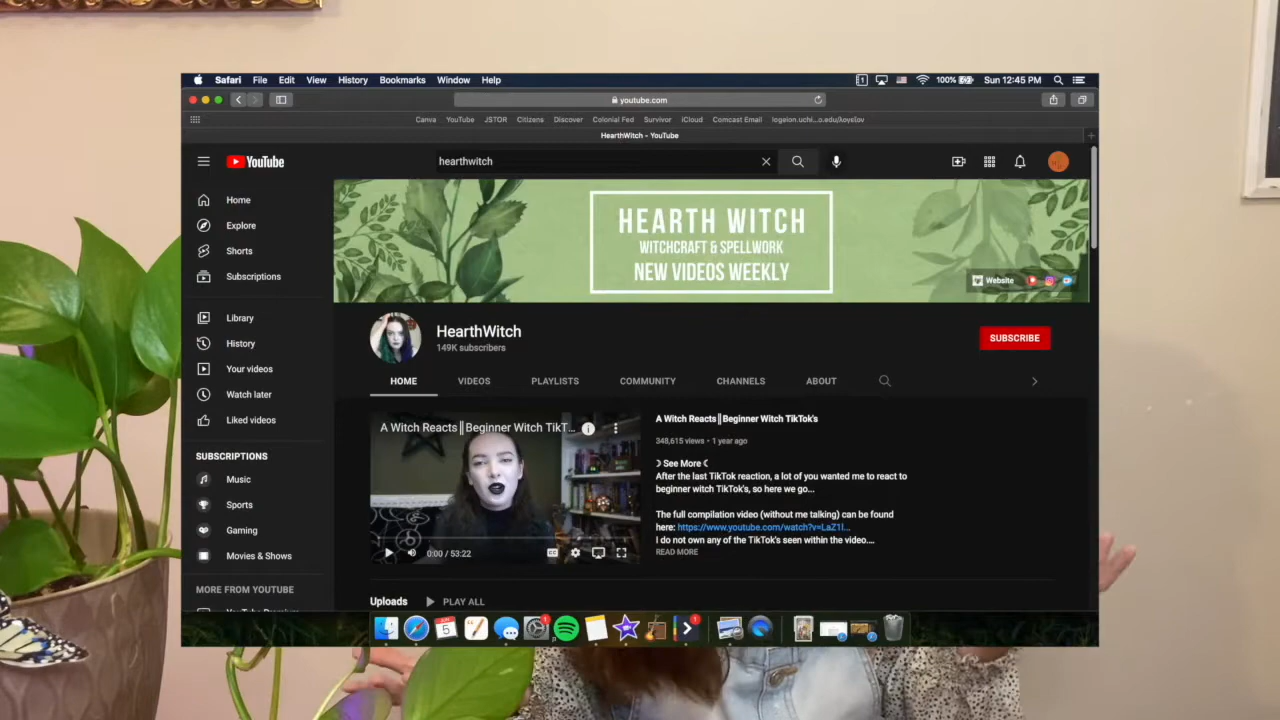 Safari File Edit View History Bookmarks Window Help
100% Sun 12:45 PM
youtube.com
Canva YouTube JSTOR Citizens Discover Colonial Fed Survivor iCloud Comcast Email logeion.uchi...o.edu/koyslov
HearthWitch - YouTube
YouTube
hearthwitch
Home
Explore
Shorts
Subscriptions
Library
History
Your videos
Watch later
Liked videos
SUBSCRIPTIONS
Music
Sports
Gaming
Movies & Shows
MORE FROM YOUTUBE
YouTube Premium
HEARTH WITCH
WITCHCRAFT & SPELLWORK
NEW VIDEOS WEEKLY
Website
HearthWitch
149K subscribers
SUBSCRIBE
HOME VIDEOS PLAYLISTS COMMUNITY CHANNELS ABOUT
A Witch Reacts║Beginner Witch TikT...
0:00 / 53:22
A Witch Reacts║Beginner Witch TikTok's
348,615 views • 1 year ago
☽ See More ☾
After the last TikTok reaction, a lot of you wanted me to react to
beginner witch TikTok's, so here we go...
The full compilation video (without me talking) can be found
here: https://www.youtube.com/watch?v=LaZ1I...
I do not own any of the TikTok's seen within the video....
READ MORE
Uploads PLAY ALL
5